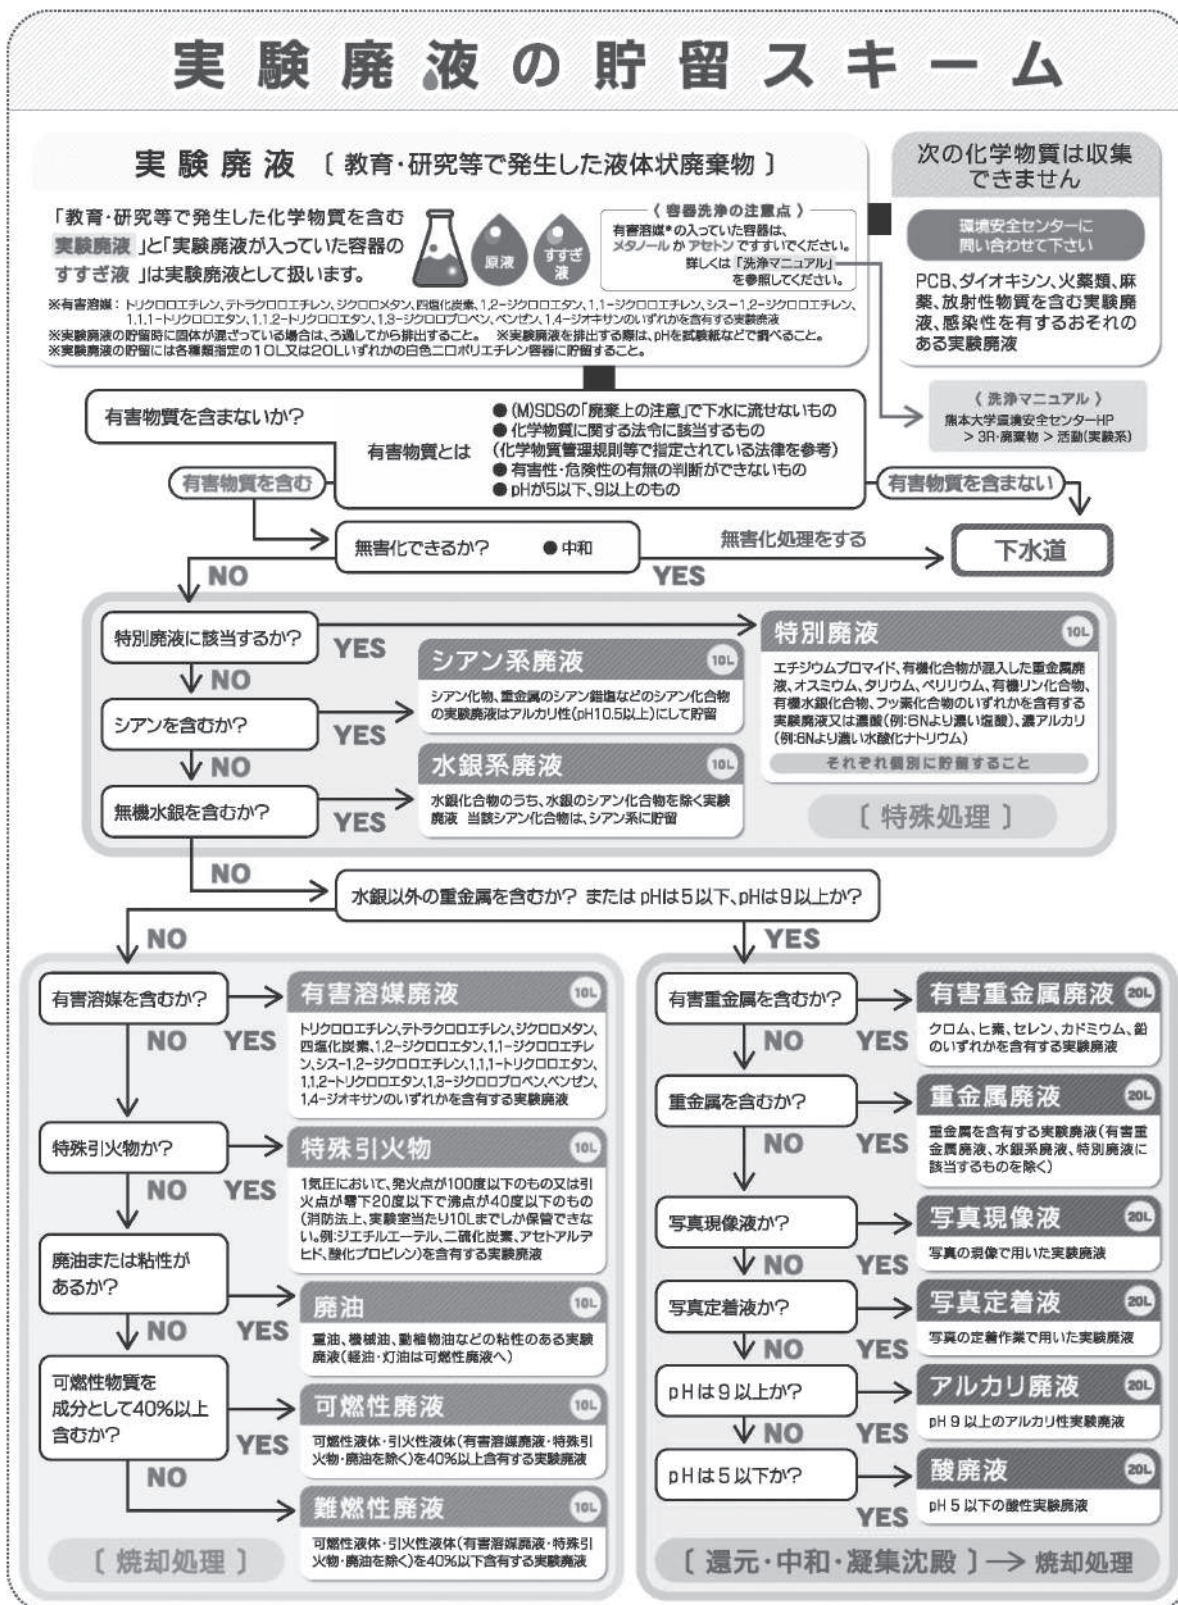 実験廃液の貯留スキーム
実験廃液〔教育・研究等で発生した液体状廃棄物〕
「教育・研究等で発生した化学物質を含む
実験廃液」と「実験廃液が入っていた容器の
すすぎ液」は実験廃液として扱います。
原液
すすぎ
液
〈 容器洗浄の注意点 〉
有害溶媒*の入っていた容器は、
メタノールかアセトンですすいでください。
詳しくは「洗浄マニュアル」
を参照してください。
※有害溶媒：トリクロロエチレン、テトラクロロエチレン、ジクロロメタン、四塩化炭素、1,2-ジクロロエタン、1,1-ジクロロエチレン、シス-1,2-ジクロロエチレン、
1,1,1-トリクロロエタン、1,1,2-トリクロロエタン、1,3-ジクロロプロペン、ベンゼン、1,4-ジオキサンのいずれかを含有する実験廃液
※実験廃液の貯留時に固体が混ざっている場合は、ろ過してから排出すること。 ※実験廃液を排出する際は、pHを試験紙などで調べること。
※実験廃液の貯留には各種類指定の10L又は20Lいずれかの白色二口ポリエチレン容器に貯留すること。
次の化学物質は収集
できません
環境安全センターに
問い合わせて下さい
PCB、ダイオキシン、火薬類、麻
薬、放射性物質を含む実験廃
液、感染性を有するおそれの
ある実験廃液
〈 洗浄マニュアル 〉
熊本大学環境安全センターHP
> 3R・廃棄物 > 活動(実験系)
有害物質を含まないか？
有害物質とは
● (M)SDSの「廃棄上の注意」で下水に流せないもの
● 化学物質に関する法令に該当するもの
(化学物質管理規則等で指定されている法律を参考)
● 有害性・危険性の有無の判断ができないもの
● pHが5以下、9以上のもの
有害物質を含む
有害物質を含まない
無害化できるか？ ● 中和
無害化処理をする
下水道
NO
YES
特別廃液に該当するか？
YES
NO
特別廃液 10L
エチジウムブロマイド、有機化合物が混入した重金属廃
液、オスミウム、タリウム、ベリリウム、有機リン化合物、
有機水銀化合物、フッ素化合物のいずれかを含有する
実験廃液又は濃酸(例:6Nより濃い塩酸)、濃アルカリ
(例:6Nより濃い水酸化ナトリウム)
それぞれ個別に貯留すること
シアンを含むか？
YES
NO
シアン系廃液 10L
シアン化物、重金属のシアン錯塩などのシアン化合物
の実験廃液はアルカリ性(pH10.5以上)にして貯留
無機水銀を含むか？
YES
NO
水銀系廃液 10L
水銀化合物のうち、水銀のシアン化合物を除く実験
廃液 当該シアン化合物は、シアン系に貯留
〔 特殊処理 〕
水銀以外の重金属を含むか？ または pHは5以下、pHは9以上か？
NO
YES
有害溶媒を含むか？
NO
YES
有害溶媒廃液 10L
トリクロロエチレン、テトラクロロエチレン、ジクロロメタン、
四塩化炭素、1,2-ジクロロエタン、1,1-ジクロロエチレ
ン、シス-1,2-ジクロロエチレン、1,1,1-トリクロロエタン、
1,1,2-トリクロロエタン、1,3-ジクロロプロペン、ベンゼン、
1,4-ジオキサンのいずれかを含有する実験廃液
特殊引火物か？
NO
YES
特殊引火物 10L
1気圧において、発火点が100度以下のもの又は引
火点が零下20度以下で沸点が40度以下のもの
(消防法上、実験室当たり10Lまでしか保管できな
い。例:ジエチルエーテル、二硫化炭素、アセトアルデ
ヒド、酸化プロピレン)を含有する実験廃液
廃油または粘性が
あるか？
NO
YES
廃油 10L
重油、機械油、動植物油などの粘性のある実験
廃液(軽油・灯油は可燃性廃液へ)
可燃性物質を
成分として40%以上
含むか？
YES
NO
可燃性廃液 10L
可燃性液体・引火性液体(有害溶媒廃液・特殊引
火物・廃油を除く)を40%以上含有する実験廃液
難燃性廃液 10L
可燃性液体・引火性液体(有害溶媒廃液・特殊引
火物・廃油を除く)を40%以下含有する実験廃液
〔 焼却処理 〕
有害重金属を含むか？
NO
YES
有害重金属廃液 20L
クロム、ヒ素、セレン、カドミウム、鉛
のいずれかを含有する実験廃液
重金属を含むか？
NO
YES
重金属廃液 20L
重金属を含有する実験廃液(有害重
金属廃液、水銀系廃液、特別廃液に
該当するものを除く)
写真現像液か？
NO
YES
写真現像液 20L
写真の現像で用いた実験廃液
写真定着液か？
NO
YES
写真定着液 20L
写真の定着作業で用いた実験廃液
pHは9以上か？
NO
YES
アルカリ廃液 20L
pH 9以上のアルカリ性実験廃液
pHは5以下か？
YES
酸廃液 20L
pH 5以下の酸性実験廃液
〔 還元・中和・凝集沈殿 〕→ 焼却処理